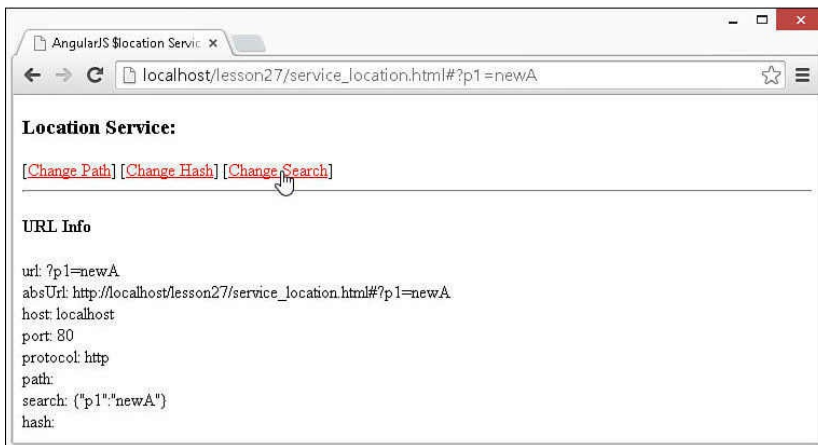 AngularJS $location Servic
localhost/lesson27/service_location.html#?p1=newA
Location Service:
[Change Path] [Change Hash] [Change Search]
URL Info
url: ?p1=newA
absUrl: http://localhost/lesson27/service_location.html#?p1=newA
host: localhost
port: 80
protocol: http
path:
search: {"p1":"newA"}
hash: